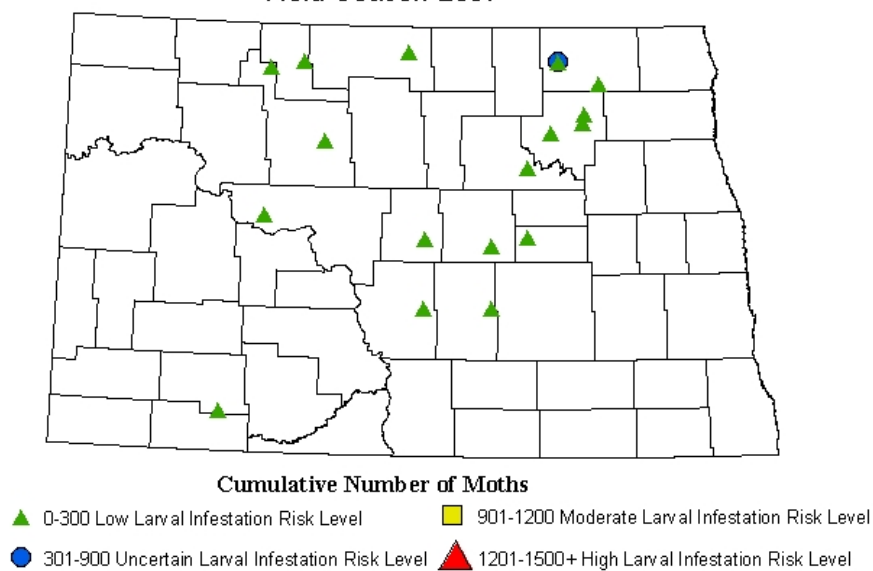 Cumulative Number of Moths
0-300 Low Larval Infestation Risk Level
901-1200 Moderate Larval Infestation Risk Level
301-900 Uncertain Larval Infestation Risk Level
1201-1500+ High Larval Infestation Risk Level